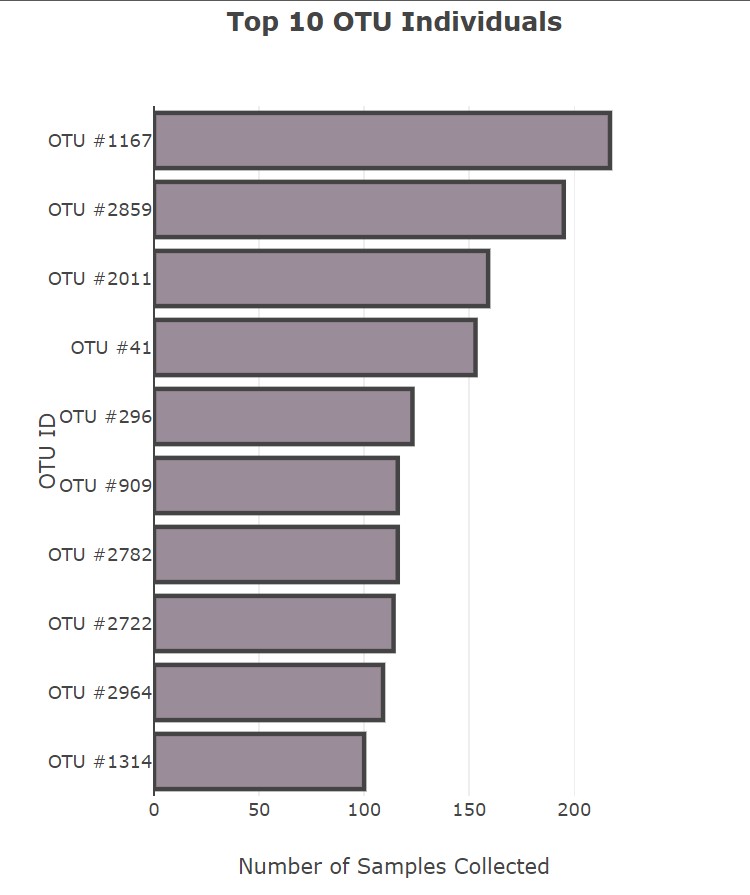 Top 10 OTU Individuals
OTU #1167
OTU #2859
OTU #2011
OTU #41
OTU #296
OTU #909
OTU #2782
OTU #2722
OTU #2964
OTU #1314
OTU ID
0 50 100 150 200
Number of Samples Collected